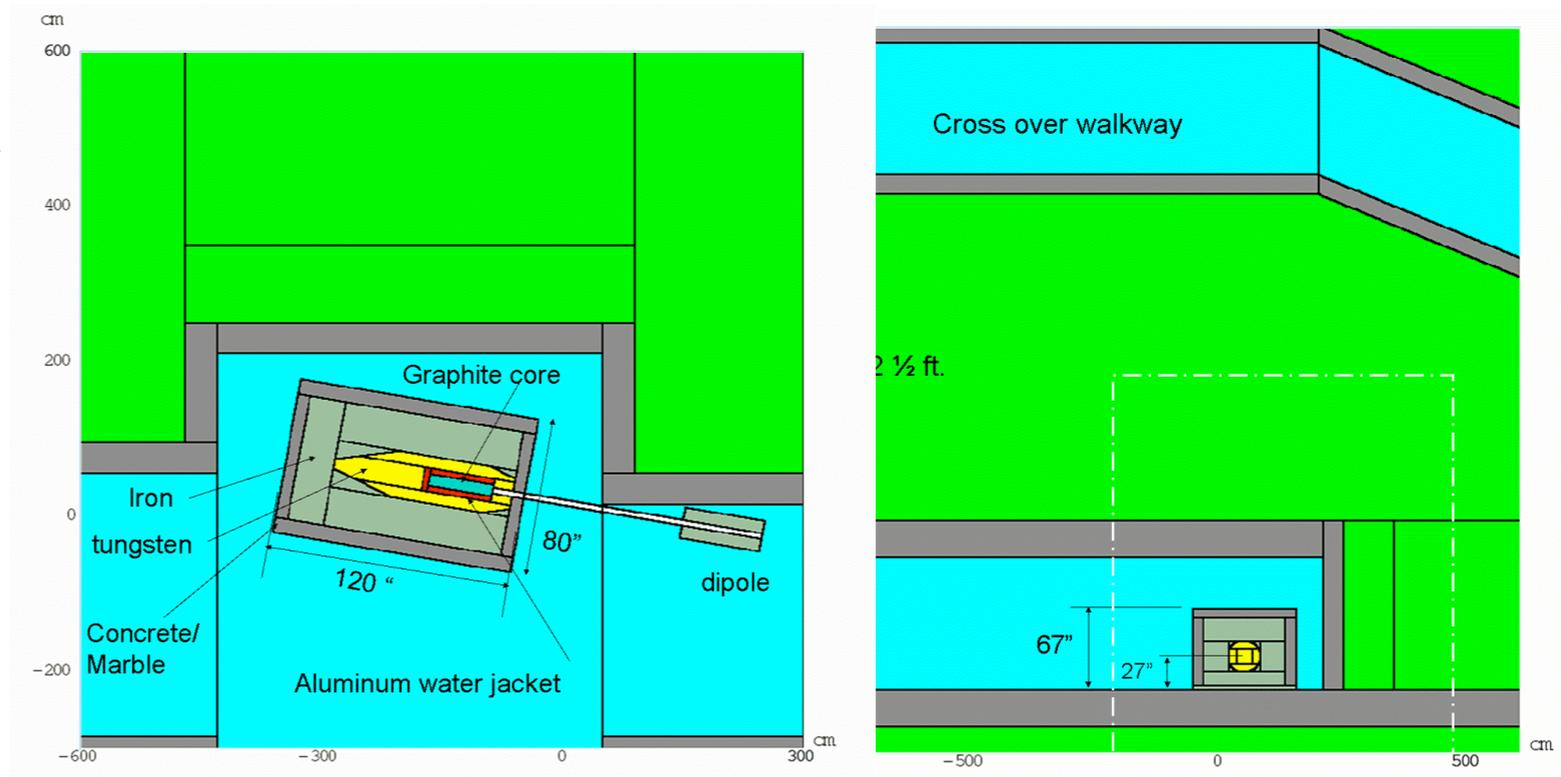 cm
600
400
200
0
−200
−600
−300
0
300
cm
Graphite core
Iron
tungsten
80”
120 “
dipole
Concrete/
Marble
Aluminum water jacket
Cross over walkway
2 ½ ft.
67”
27”
−500
0
500
cm